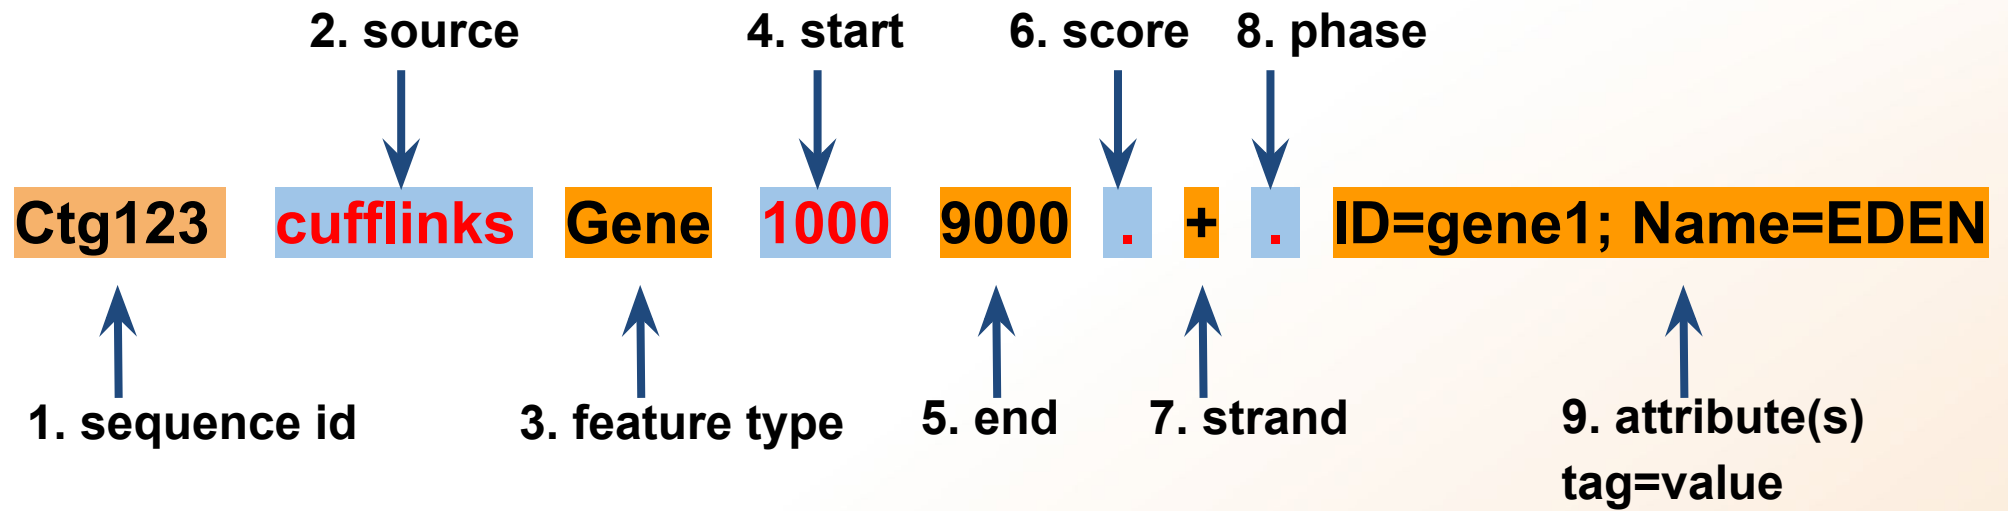 2. source 4. start 6. score 8. phase
Ctg123 cufflinks Gene 1000 9000 . + . ID=gene1; Name=EDEN
1. sequence id 3. feature type 5. end 7. strand 9. attribute(s)
tag=value